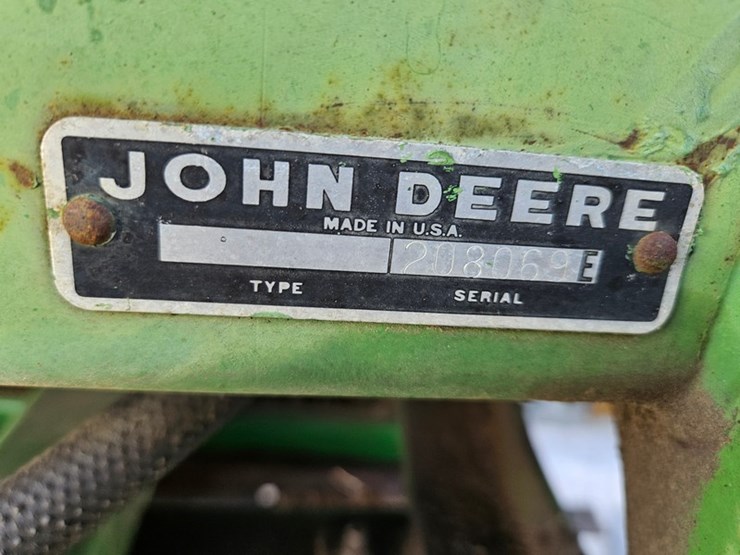 JOHN DEERE
MADE IN U.S.A.
208069E
TYPE SERIAL